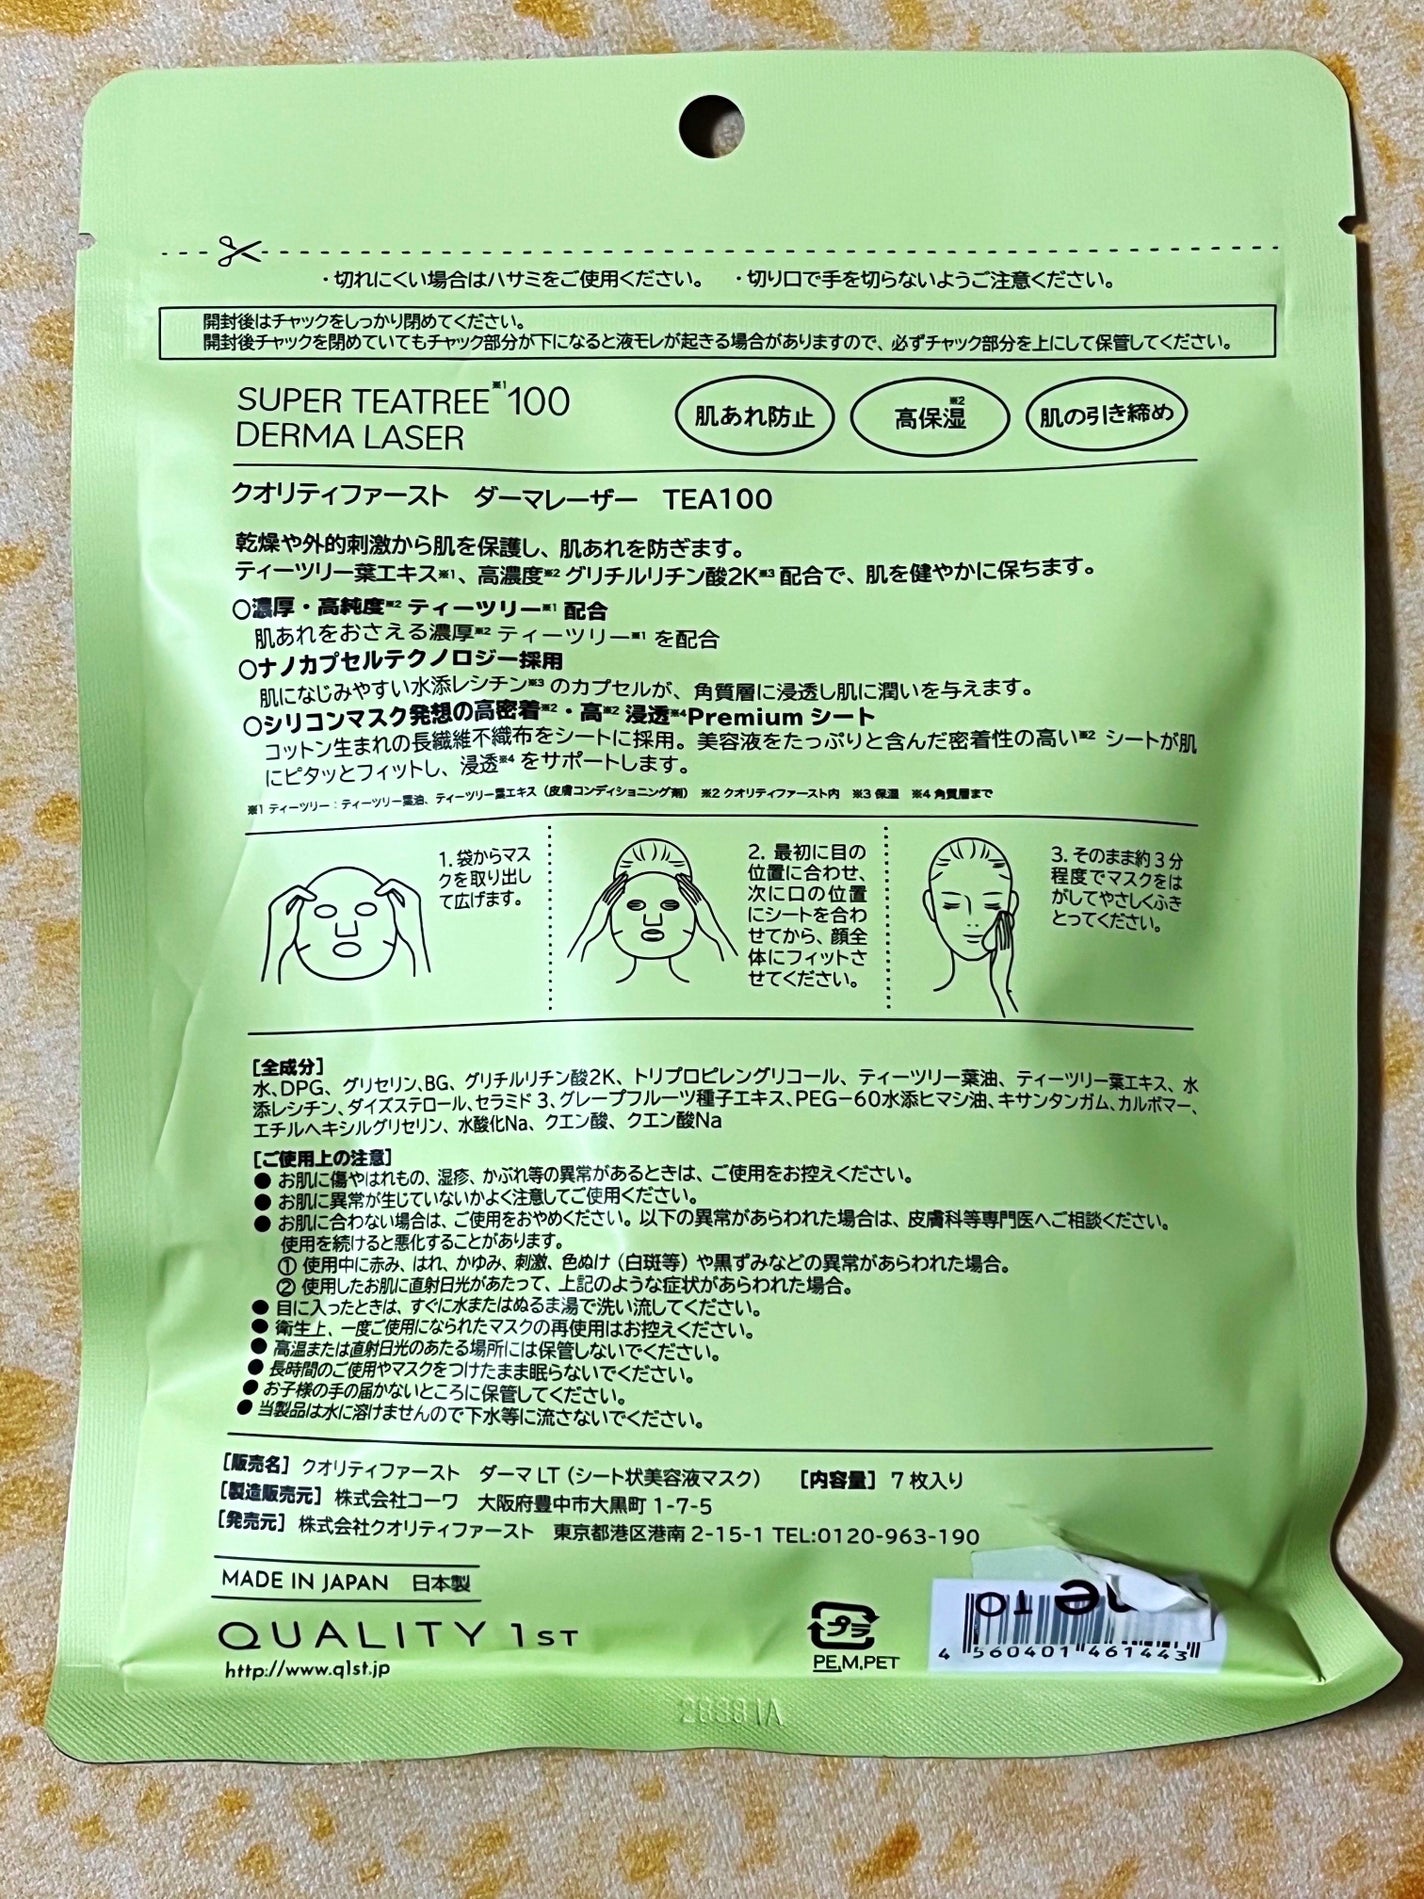 ・切れにくい場合はハサミをご使用ください。 ・切り口で手を切らないようご注意ください。
開封後はチャックをしっかり閉めてください。
開封後チャックを閉めていてもチャック部分が下になると液モレが起きる場合がありますので、必ずチャック部分を上にして保管してください。
SUPER TEATREE※1 100
DERMA LASER
肌あれ防止 高保湿※2 肌の引き締め
クオリティファースト ダーマレーザー TEA100
乾燥や外的刺激から肌を保護し、肌あれを防ぎます。
ティーツリー葉エキス※1、高濃度※2 グリチルリチン酸2K※3 配合で、肌を健やかに保ちます。
○濃厚・高純度※2 ティーツリー※1 配合
肌あれをおさえる濃厚※2 ティーツリー※1 を配合
○ナノカプセルテクノロジー採用
肌になじみやすい水添レシチン※3 のカプセルが、角質層に浸透し肌に潤いを与えます。
○シリコンマスク発想の高密着※2・高※2 浸透※4Premium シート
コットン生まれの長繊維不織布をシートに採用。美容液をたっぷりと含んだ密着性の高い※2 シートが肌
にピタッとフィットし、浸透※4 をサポートします。
※1 ティーツリー：ティーツリー葉油、ティーツリー葉エキス（皮膚コンディショニング剤） ※2 クオリティファースト内 ※3 保湿 ※4 角質層まで
1. 袋からマス
クを取り出し
て広げます。
2. 最初に目の
位置に合わせ、
次に口の位置
にシートを合わ
せてから、顔全
体にフィットさ
せてください。
3. そのまま約３分
程度でマスクをは
がしてやさしくふき
とってください。
[全成分]
水、DPG、グリセリン、BG、グリチルリチン酸2K、トリプロピレングリコール、ティーツリー葉油、ティーツリー葉エキス、水
添レシチン、ダイズステロール、セラミド 3、グレープフルーツ種子エキス、PEG－60水添ヒマシ油、キサンタンガム、カルボマー、
エチルヘキシルグリセリン、水酸化Na、クエン酸、クエン酸Na
[ご使用上の注意]
● お肌に傷やはれもの、湿疹、かぶれ等の異常があるときは、ご使用をお控えください。
● お肌に異常が生じていないかよく注意してご使用ください。
● お肌に合わない場合は、ご使用をおやめください。以下の異常があらわれた場合は、皮膚科等専門医へご相談ください。
使用を続けると悪化することがあります。
① 使用中に赤み、はれ、かゆみ、刺激、色ぬけ（白斑等）や黒ずみなどの異常があらわれた場合。
② 使用したお肌に直射日光があたって、上記のような症状があらわれた場合。
● 目に入ったときは、すぐに水またはぬるま湯で洗い流してください。
● 衛生上、一度ご使用になられたマスクの再使用はお控えください。
● 高温または直射日光のあたる場所には保管しないでください。
● 長時間のご使用やマスクをつけたまま眠らないでください。
● お子様の手の届かないところに保管してください。
● 当製品は水に溶けませんので下水等に流さないでください。
[販売名] クオリティファースト ダーマ LT（シート状美容液マスク） [内容量] 7 枚入り
[製造販売元] 株式会社コーワ 大阪府豊中市大黒町 1-7-5
[発売元] 株式会社クオリティファースト 東京都港区港南 2-15-1 TEL:0120-963-190
MADE IN JAPAN 日本製
QUALITY 1ST
http://www.q1st.jp
プラ
PE,M,PET
4 560401 461443